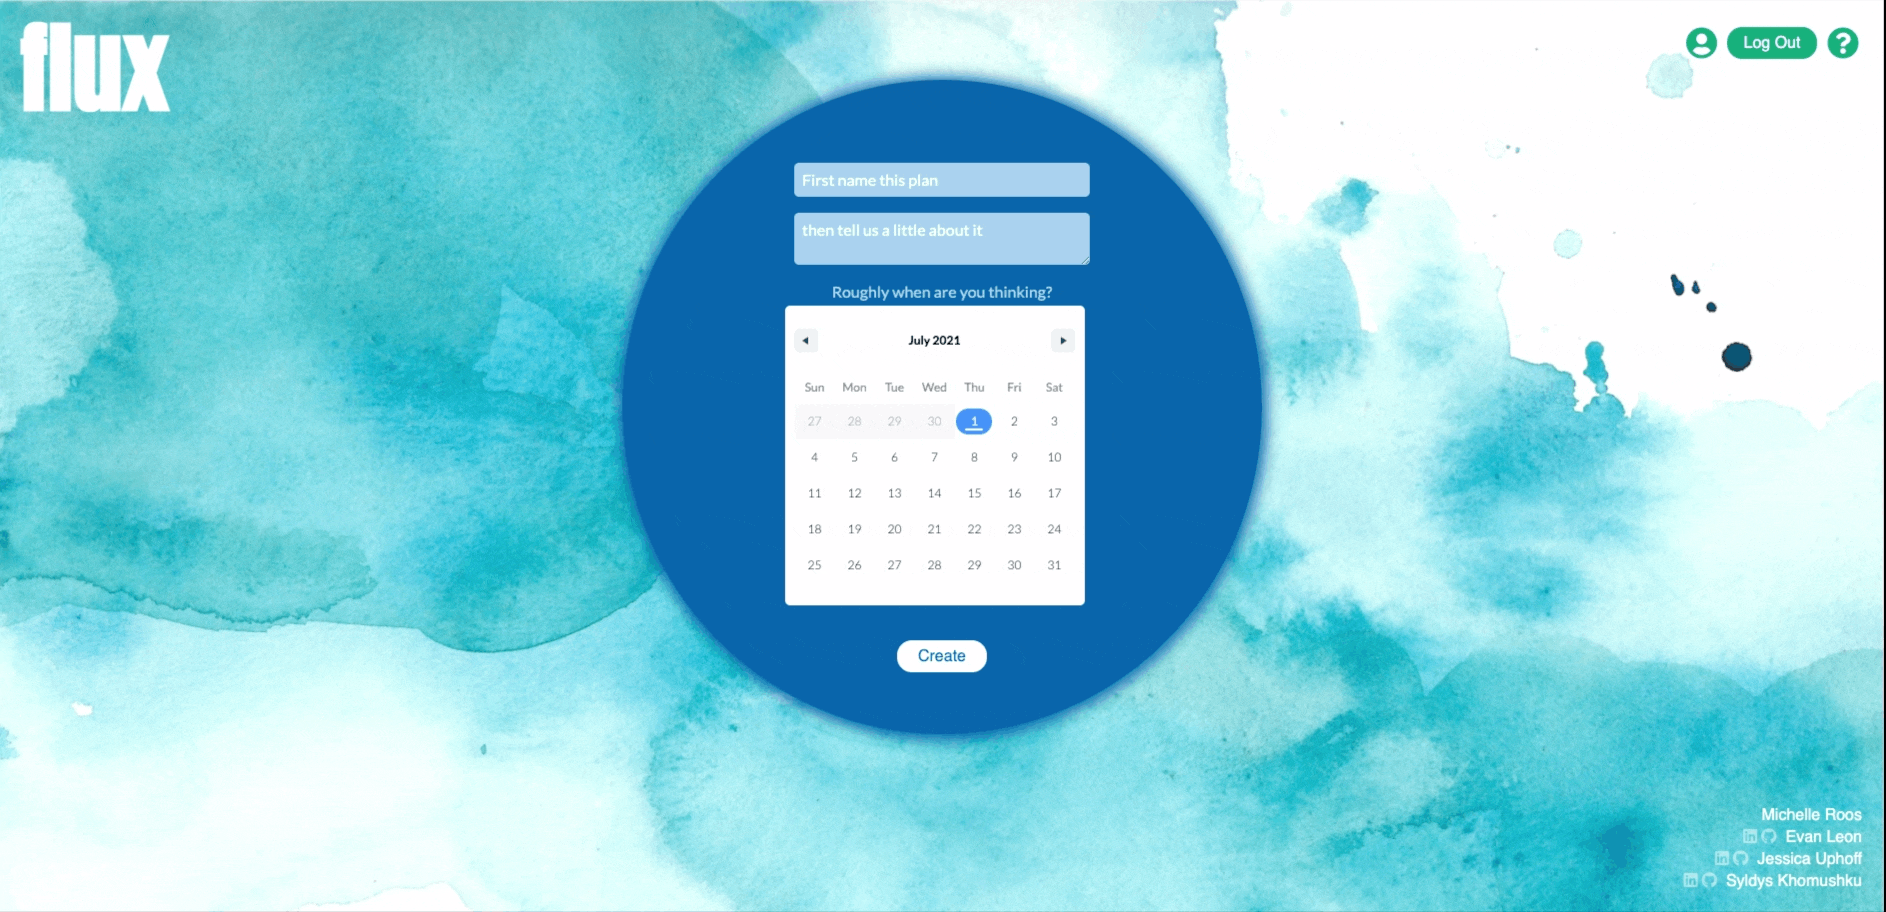 flux
Log Out ?
First name this plan
then tell us a little about it
Roughly when are you thinking?
July 2021
Sun Mon Tue Wed Thu Fri Sat
27 28 29 30 1 2 3
4 5 6 7 8 9 10
11 12 13 14 15 16 17
18 19 20 21 22 23 24
25 26 27 28 29 30 31
Create
Michelle Roos
Evan Leon
Jessica Uphoff
Syldys Khomushku